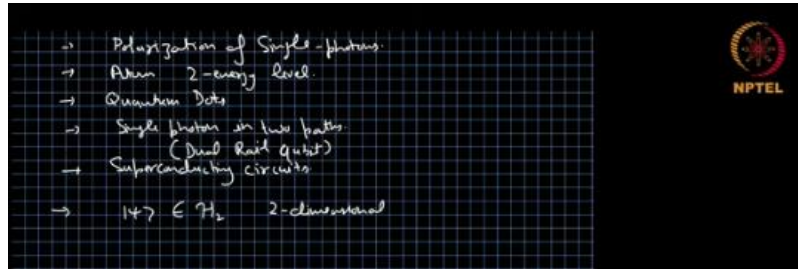 → Polarization of Single-photons.
→ Atom 2-energy level.
→ Quantum Dots
→ Single photon in two paths.
(Dual Rail qubit)
→ Superconducting circuits
→ |ψ⟩ ∈ H₂ 2-dimensional
NPTEL